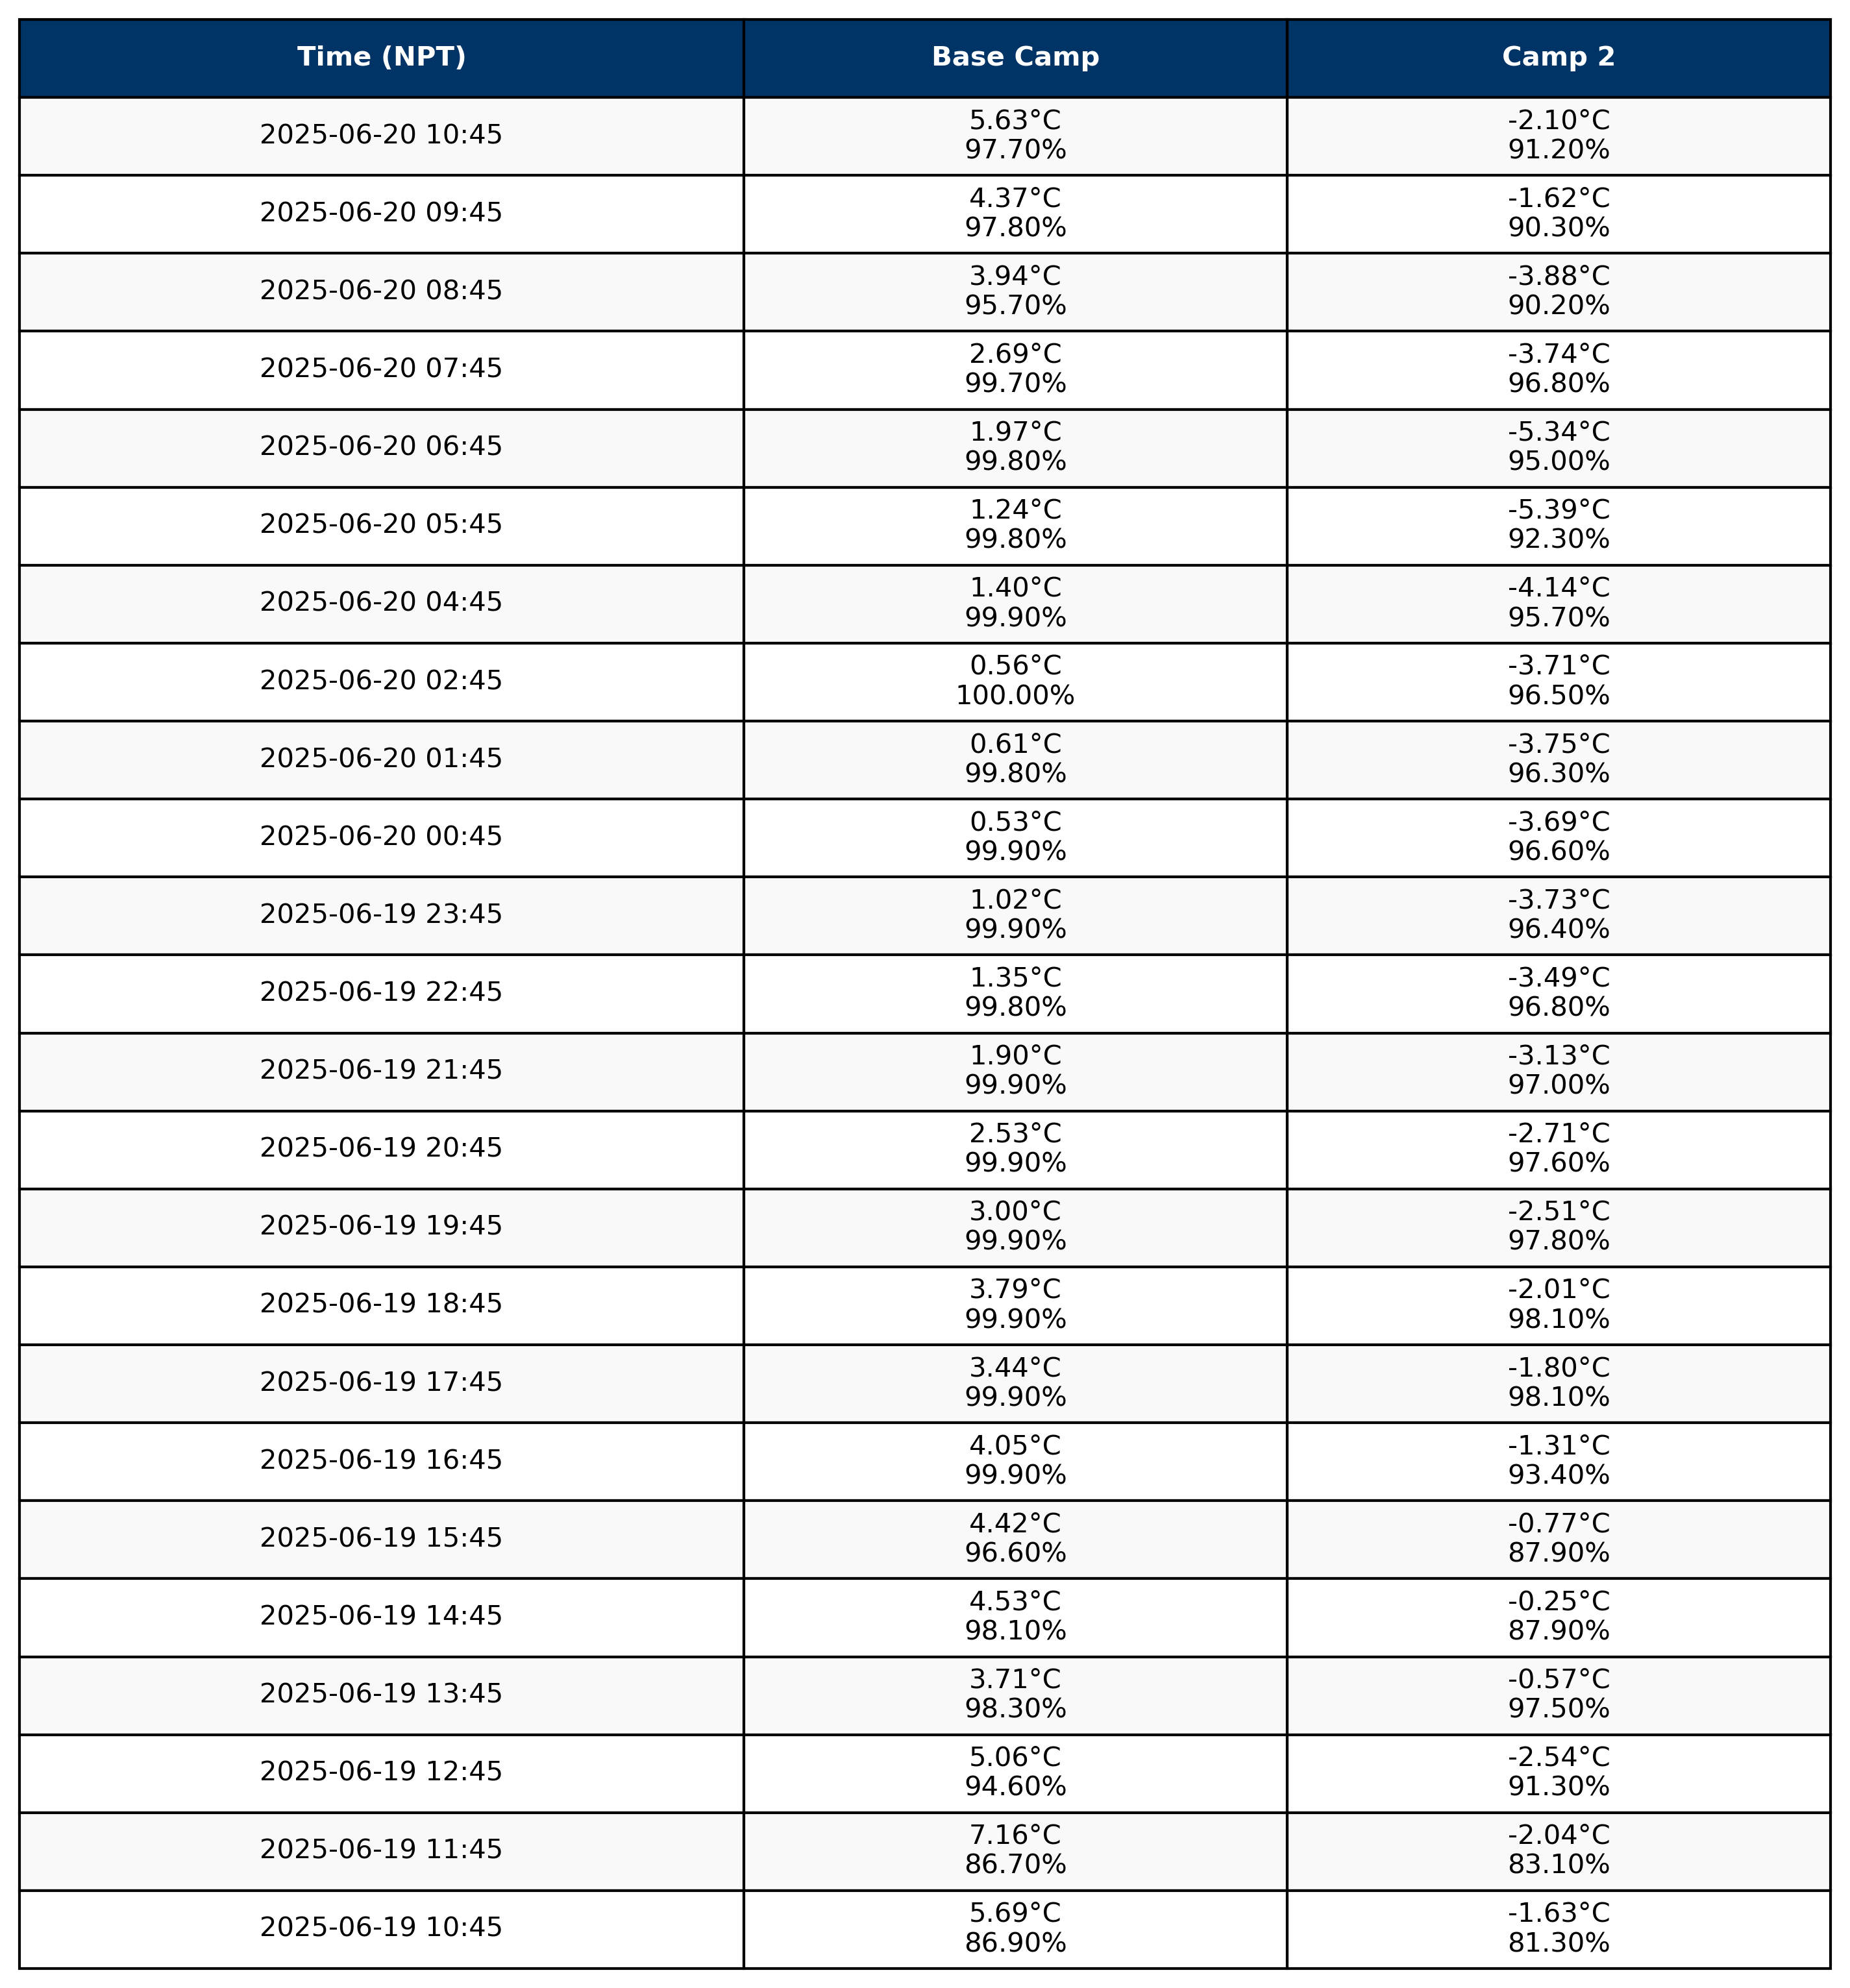 Time (NPT) Base Camp Camp 2
2025-06-20 10:45 5.63°C -2.10°C
97.70% 91.20%
2025-06-20 09:45 4.37°C -1.62°C
97.80% 90.30%
2025-06-20 08:45 3.94°C -3.88°C
95.70% 90.20%
2025-06-20 07:45 2.69°C -3.74°C
99.70% 96.80%
2025-06-20 06:45 1.97°C -5.34°C
99.80% 95.00%
2025-06-20 05:45 1.24°C -5.39°C
99.80% 92.30%
2025-06-20 04:45 1.40°C -4.14°C
99.90% 95.70%
2025-06-20 02:45 0.56°C -3.71°C
100.00% 96.50%
2025-06-20 01:45 0.61°C -3.75°C
99.80% 96.30%
2025-06-20 00:45 0.53°C -3.69°C
99.90% 96.60%
2025-06-19 23:45 1.02°C -3.73°C
99.90% 96.40%
2025-06-19 22:45 1.35°C -3.49°C
99.80% 96.80%
2025-06-19 21:45 1.90°C -3.13°C
99.90% 97.00%
2025-06-19 20:45 2.53°C -2.71°C
99.90% 97.60%
2025-06-19 19:45 3.00°C -2.51°C
99.90% 97.80%
2025-06-19 18:45 3.79°C -2.01°C
99.90% 98.10%
2025-06-19 17:45 3.44°C -1.80°C
99.90% 98.10%
2025-06-19 16:45 4.05°C -1.31°C
99.90% 93.40%
2025-06-19 15:45 4.42°C -0.77°C
96.60% 87.90%
2025-06-19 14:45 4.53°C -0.25°C
98.10% 87.90%
2025-06-19 13:45 3.71°C -0.57°C
98.30% 97.50%
2025-06-19 12:45 5.06°C -2.54°C
94.60% 91.30%
2025-06-19 11:45 7.16°C -2.04°C
86.70% 83.10%
2025-06-19 10:45 5.69°C -1.63°C
86.90% 81.30%